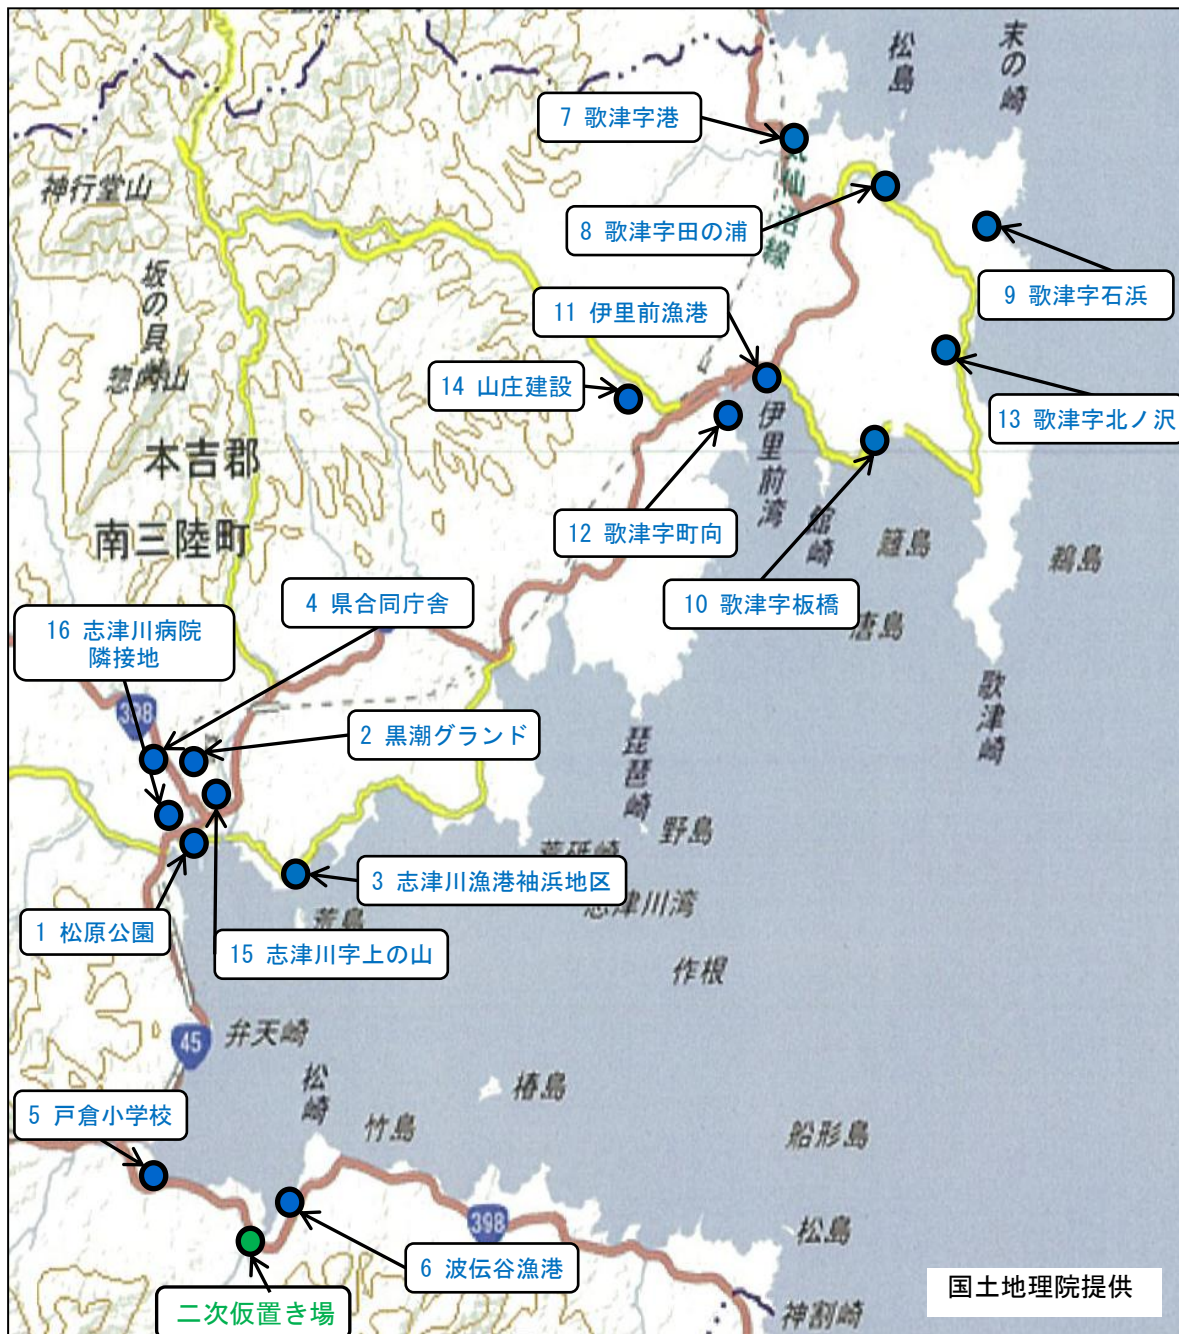 末の崎
松島
7 歌津字港
気仙沼線
神行堂山
8 歌津字田の浦
坂の貝峠
9 歌津字石浜
11 伊里前漁港
惣内山
14 山庄建設
伊里前湾
13 歌津字北ノ沢
本吉郡
12 歌津字町向
館崎
南三陸町
鵜島
4 県合同庁舎
10 歌津字板橋
唐島
16 志津川病院
隣接地
歌津崎
398
2 黒潮グランド
琵琶崎
野島
荒砥崎
3 志津川漁港袖浜地区
志津川湾
荒島
1 松原公園
15 志津川字上の山
作根
弁天崎
45
松崎
椿島
5 戸倉小学校
竹島
船形島
398
松島
6 波伝谷漁港
国土地理院提供
二次仮置き場
神割崎